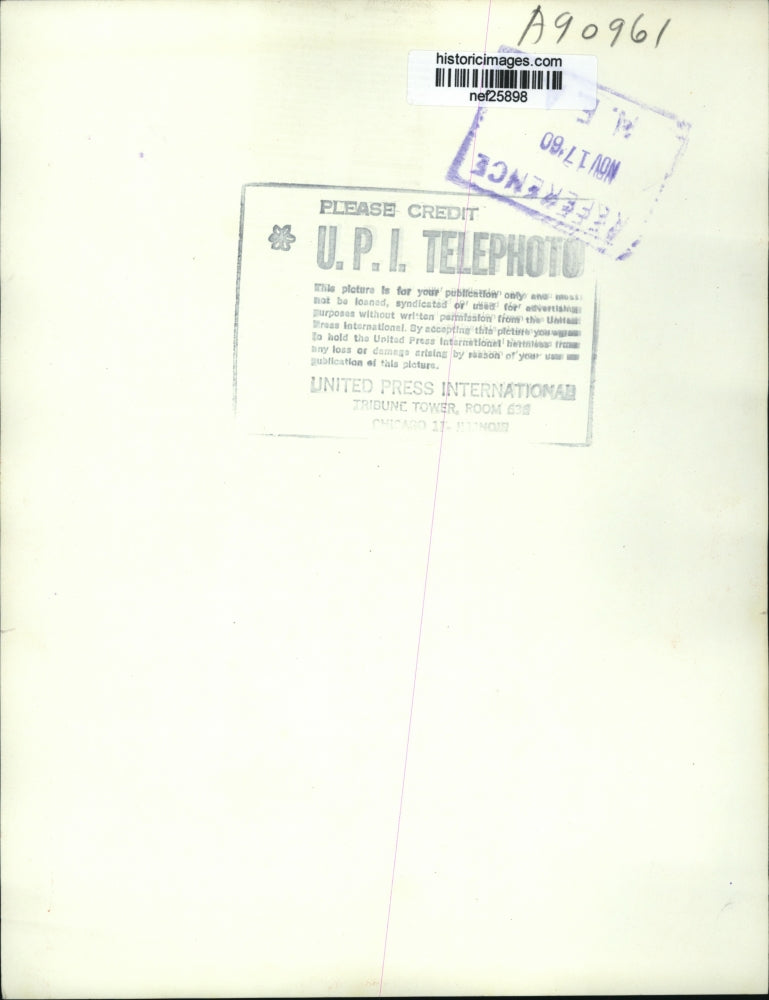 A90961
historicimages.com
nef25898
N.E.
NOV 17 '60
REFERENCE
PLEASE CREDIT
U. P. I. TELEPHOTO
This picture is for your publication only and must
not be loaned, syndicated or used for advertising
purposes without written permission from the United
Press International. By accepting this picture you agree
to hold the United Press International harmless from
any loss or damage arising by reason of your use or
publication of this picture.
UNITED PRESS INTERNATIONAL
TRIBUNE TOWER, ROOM
CHICAGO 11, ILLINOIS